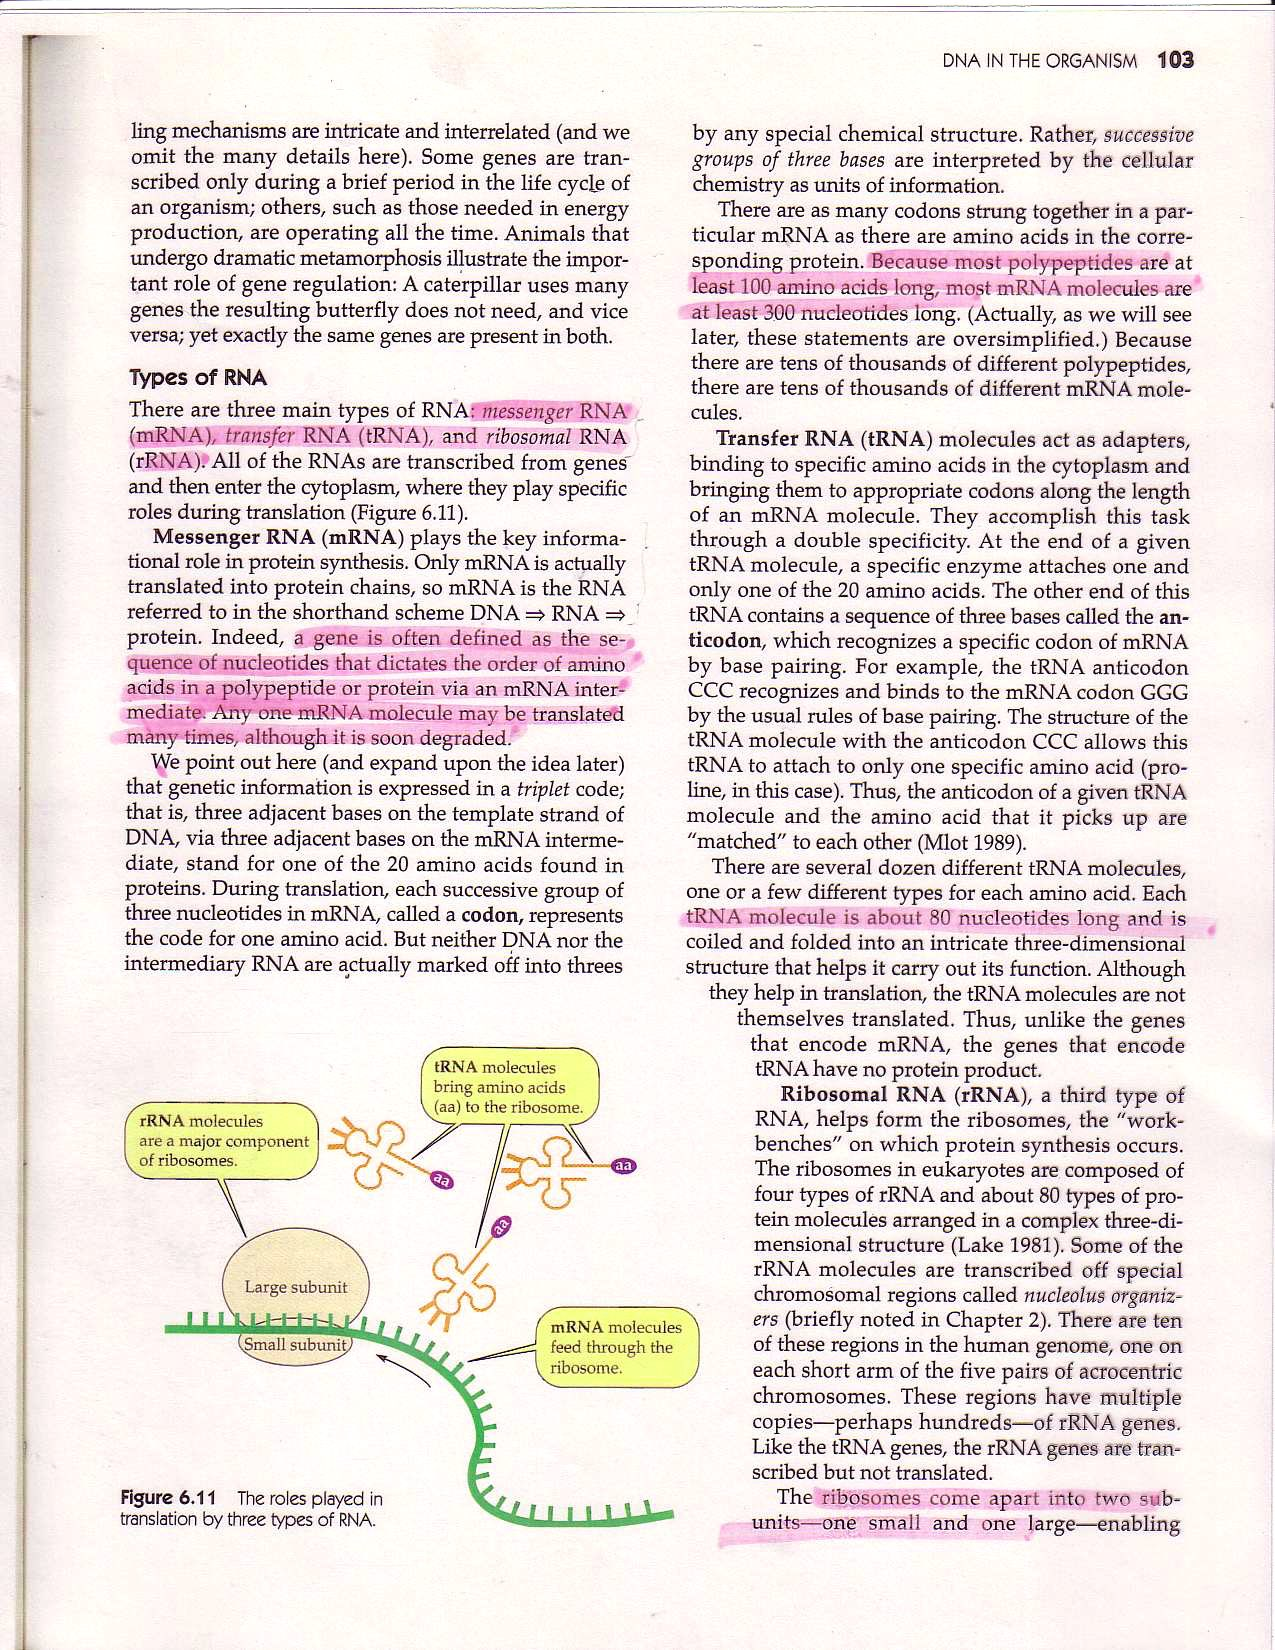 DNA IN THE ORGANISM 103
ling mechanisms are intricate and interrelated (and we
omit the many details here). Some genes are tran-
scribed only during a brief period in the life cycle of
an organism; others, such as those needed in energy
production, are operating all the time. Animals that
undergo dramatic metamorphosis illustrate the impor-
tant role of gene regulation: A caterpillar uses many
genes the resulting butterfly does not need, and vice
versa; yet exactly the same genes are present in both.
Types of RNA
There are three main types of RNA: messenger RNA
(mRNA), transfer RNA (tRNA), and ribosomal RNA
(rRNA). All of the RNAs are transcribed from genes
and then enter the cytoplasm, where they play specific
roles during translation (Figure 6.11).
Messenger RNA (mRNA) plays the key informa-
tional role in protein synthesis. Only mRNA is actually
translated into protein chains, so mRNA is the RNA
referred to in the shorthand scheme DNA ⇒ RNA ⇒
protein. Indeed, a gene is often defined as the se-
quence of nucleotides that dictates the order of amino
acids in a polypeptide or protein via an mRNA inter-
mediate. Any one mRNA molecule may be translated
many times, although it is soon degraded.
We point out here (and expand upon the idea later)
that genetic information is expressed in a triplet code;
that is, three adjacent bases on the template strand of
DNA, via three adjacent bases on the mRNA interme-
diate, stand for one of the 20 amino acids found in
proteins. During translation, each successive group of
three nucleotides in mRNA, called a codon, represents
the code for one amino acid. But neither DNA nor the
intermediary RNA are actually marked off into threes
by any special chemical structure. Rather, successive
groups of three bases are interpreted by the cellular
chemistry as units of information.
There are as many codons strung together in a par-
ticular mRNA as there are amino acids in the corre-
sponding protein. Because most polypeptides are at
least 100 amino acids long, most mRNA molecules are
at least 300 nucleotides long. (Actually, as we will see
later, these statements are oversimplified.) Because
there are tens of thousands of different polypeptides,
there are tens of thousands of different mRNA mole-
cules.
Transfer RNA (tRNA) molecules act as adapters,
binding to specific amino acids in the cytoplasm and
bringing them to appropriate codons along the length
of an mRNA molecule. They accomplish this task
through a double specificity. At the end of a given
tRNA molecule, a specific enzyme attaches one and
only one of the 20 amino acids. The other end of this
tRNA contains a sequence of three bases called the an-
ticodon, which recognizes a specific codon of mRNA
by base pairing. For example, the tRNA anticodon
CCC recognizes and binds to the mRNA codon GGG
by the usual rules of base pairing. The structure of the
tRNA molecule with the anticodon CCC allows this
tRNA to attach to only one specific amino acid (pro-
line, in this case). Thus, the anticodon of a given tRNA
molecule and the amino acid that it picks up are
"matched" to each other (Mlot 1989).
There are several dozen different tRNA molecules,
one or a few different types for each amino acid. Each
tRNA molecule is about 80 nucleotides long and is
coiled and folded into an intricate three-dimensional
structure that helps it carry out its function. Although
they help in translation, the tRNA molecules are not
themselves translated. Thus, unlike the genes
that encode mRNA, the genes that encode
tRNA have no protein product.
Ribosomal RNA (rRNA), a third type of
RNA, helps form the ribosomes, the "work-
benches" on which protein synthesis occurs.
The ribosomes in eukaryotes are composed of
four types of rRNA and about 80 types of pro-
tein molecules arranged in a complex three-di-
mensional structure (Lake 1981). Some of the
rRNA molecules are transcribed off special
chromosomal regions called nucleolus organiz-
ers (briefly noted in Chapter 2). There are ten
of these regions in the human genome, one on
each short arm of the five pairs of acrocentric
chromosomes. These regions have multiple
copies—perhaps hundreds—of rRNA genes.
Like the tRNA genes, the rRNA genes are tran-
scribed but not translated.
The ribosomes come apart into two sub-
units—one small and one large—enabling
tRNA molecules
bring amino acids
(aa) to the ribosome.
rRNA molecules
are a major component
of ribosomes.
aa
aa
aa
Large subunit
Small subunit
mRNA molecules
feed through the
ribosome.
Figure 6.11 The roles played in
translation by three types of RNA.